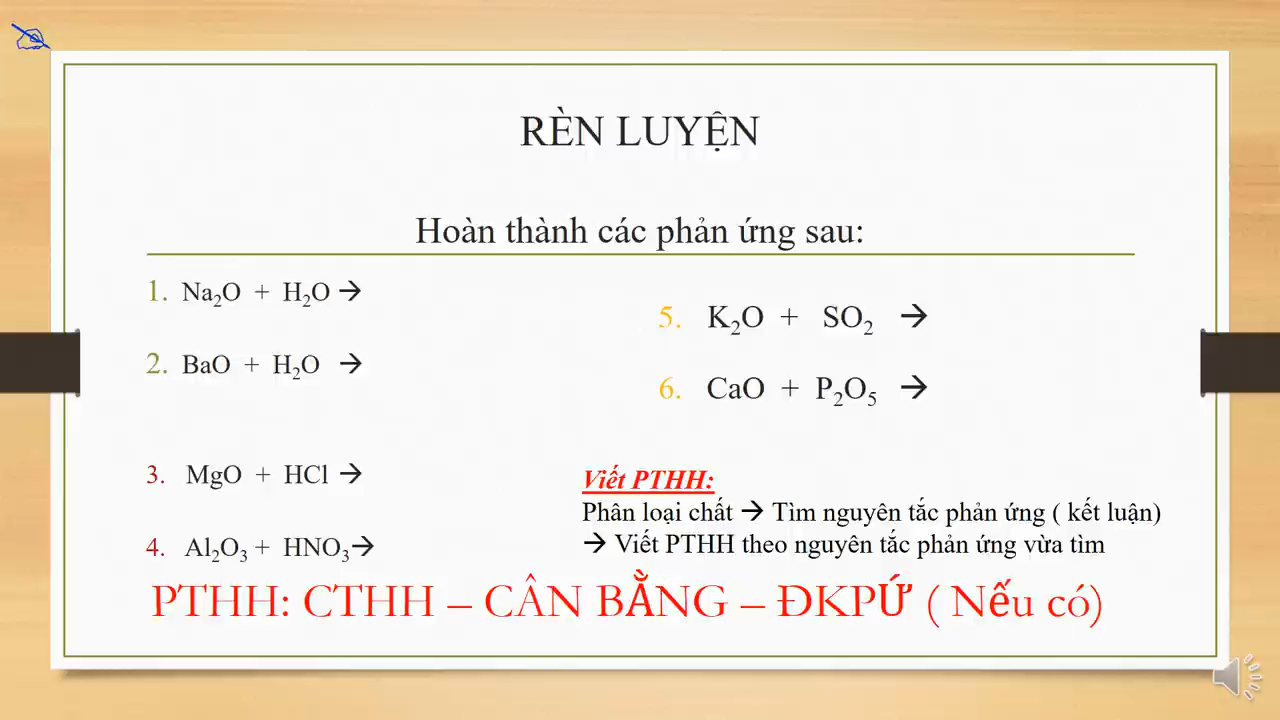 RÈN LUYỆN
Hoàn thành các phản ứng sau:
1. Na₂O + H₂O →
2. BaO + H₂O →
3. MgO + HCl →
4. Al₂O₃ + HNO₃→
5. K₂O + SO₂ →
6. CaO + P₂O₅ →
Viết PTHH:
Phân loại chất → Tìm nguyên tắc phản ứng ( kết luận)
→ Viết PTHH theo nguyên tắc phản ứng vừa tìm
PTHH: CTHH – CÂN BẰNG – ĐKPỨ ( Nếu có)